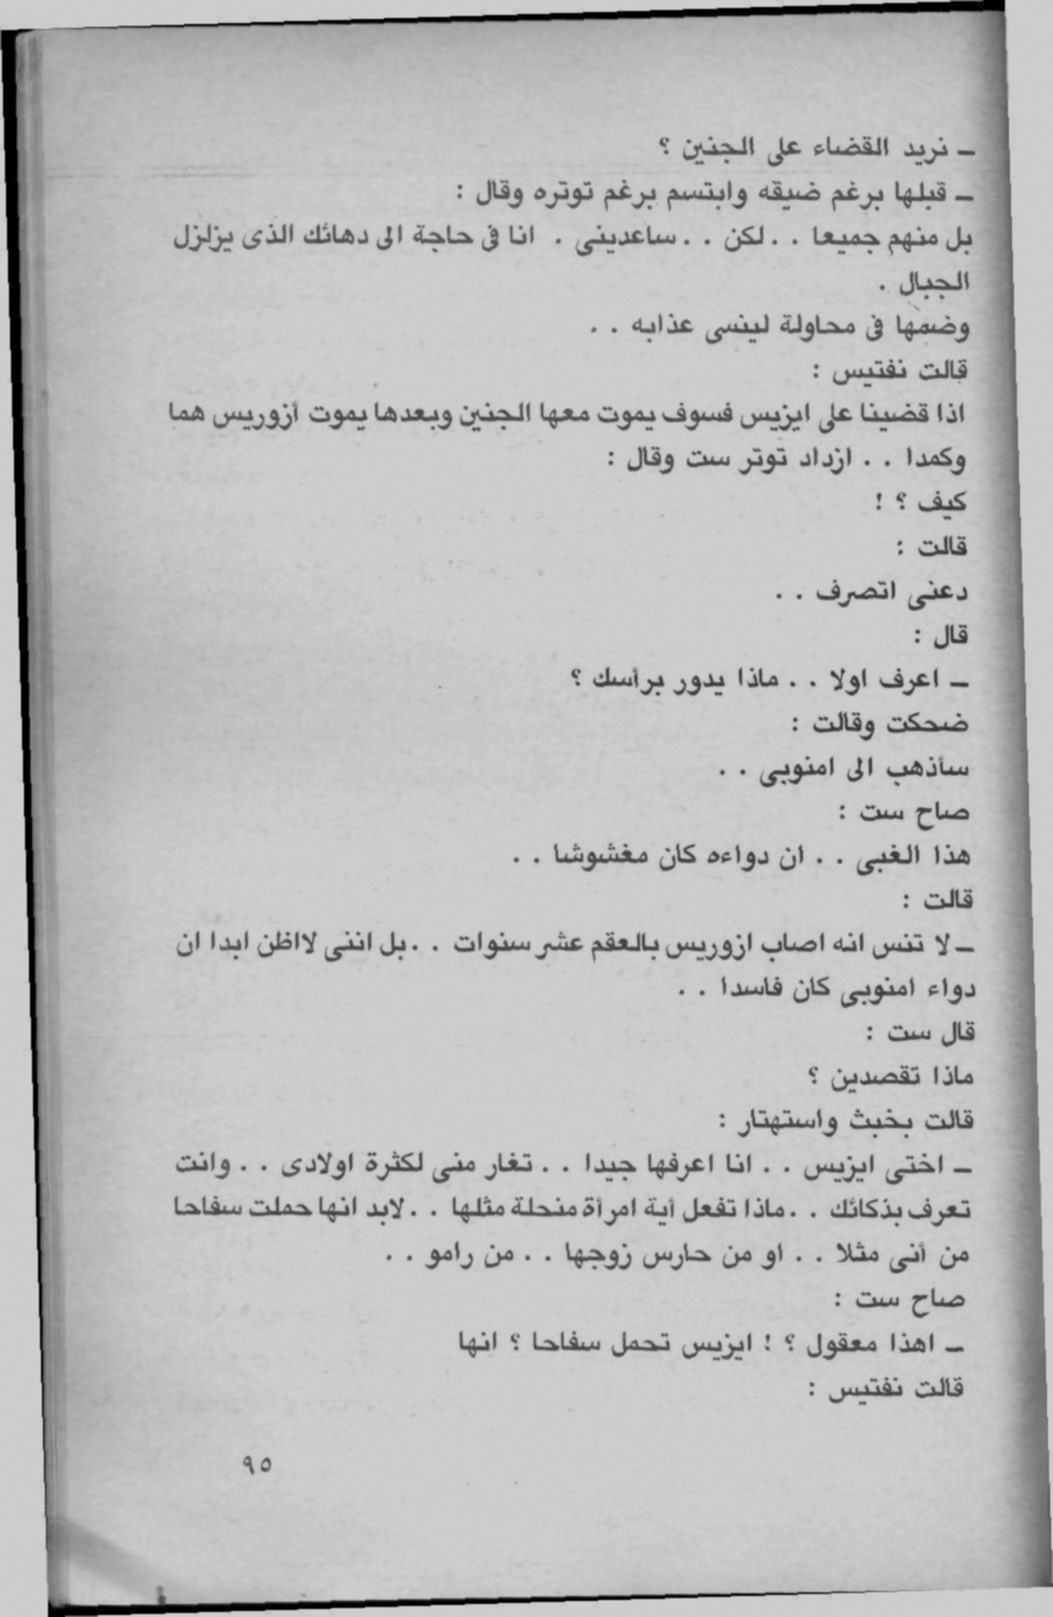 ـ نريد القضاء على الجنين ؟
ـ قبلها برغم ضيقه وابتسم برغم توتره وقال :
بل منهم جميعا . . لكن . . ساعدينى . انا فى حاجة الى دهائك الذى يزلزل
الجبال .
وضمها فى محاولة لينسى عذابه . .
قالت نفتيس :
اذا قضينا على ايزيس فسوف يموت معها الجنين وبعدها يموت أزوريس هما
وكمدا . . ازداد توتر ست وقال :
كيف ؟ !
قالت :
دعنى اتصرف . .
قال :
ـ اعرف اولا . . ماذا يدور برأسك ؟
ضحكت وقالت :
سأذهب الى امنوبى . .
صاح ست :
هذا الغبى . . ان دواءه كان مغشوشا . .
قالت :
ـ لا تنس انه اصاب ازوريس بالعقم عشر سنوات . . بل اننى لااظن ابدا ان
دواء امنوبى كان فاسدا . .
قال ست :
ماذا تقصدين ؟
قالت بخبث واستهتار :
ـ اختى ايزيس . . انا اعرفها جيدا . . تغار منى لكثرة اولادى . . وانت
تعرف بذكائك . . ماذا تفعل أية امرأة منحلة مثلها . . لابد انها حملت سفاحا
من أنى مثلا . . او من حارس زوجها . . من رامو . .
صاح ست :
ـ اهذا معقول ؟ ! ايزيس تحمل سفاحا ؟ انها
قالت نفتيس :
٩٥